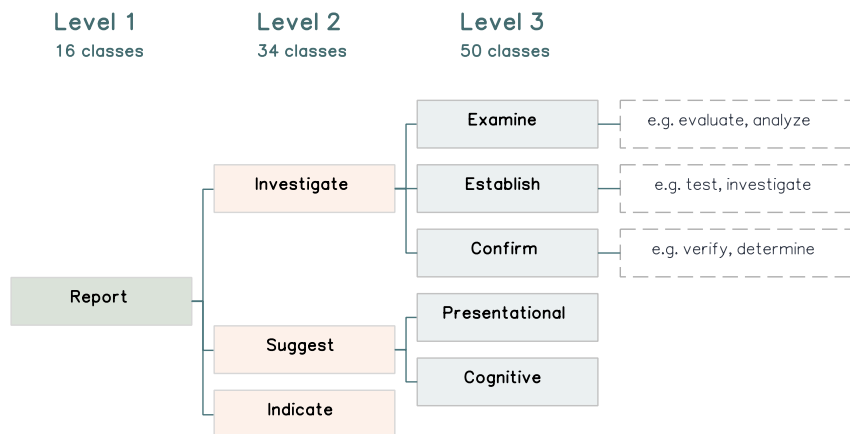 Level 1
16 classes
Level 2
34 classes
Level 3
50 classes
Examine
e.g. evaluate, analyze
Investigate
Establish
e.g. test, investigate
Confirm
e.g. verify, determine
Report
Presentational
Suggest
Cognitive
Indicate